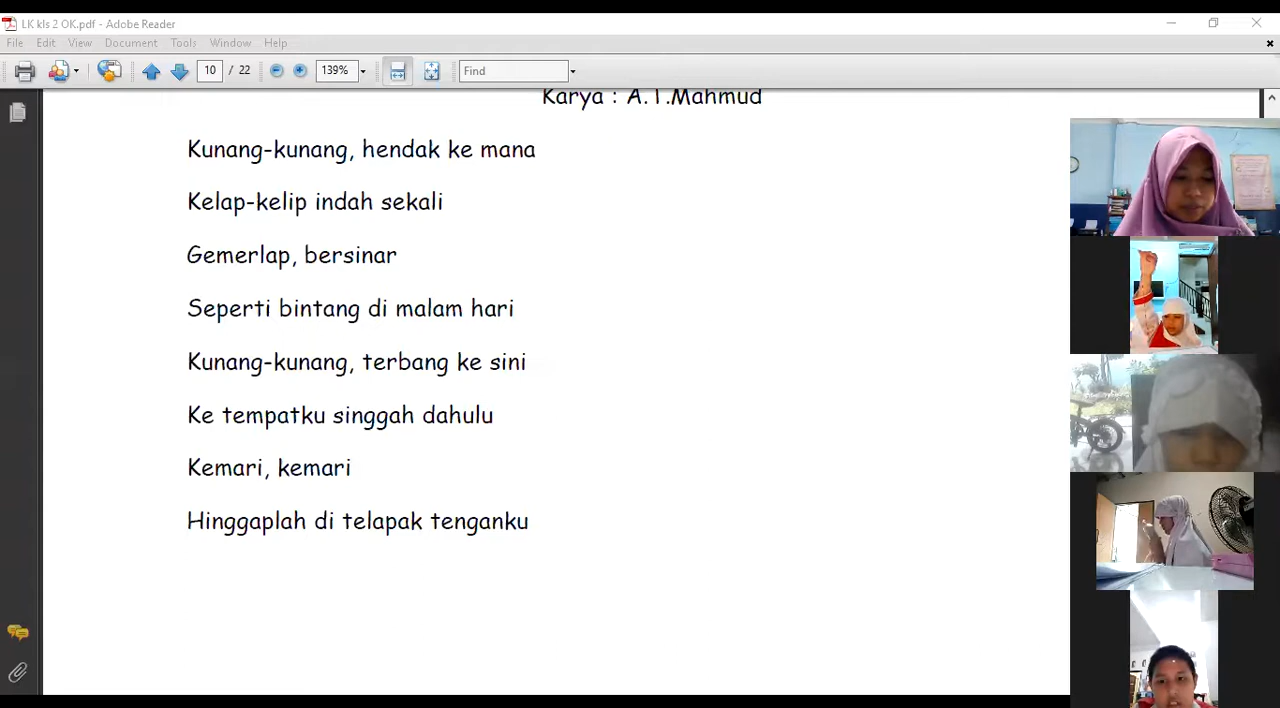 LK kls 2 OK.pdf - Adobe Reader
File Edit View Document Tools Window Help
10 / 22 139% Find
Karya : A.T.Mahmud
Kunang-kunang, hendak ke mana
Kelap-kelip indah sekali
Gemerlap, bersinar
Seperti bintang di malam hari
Kunang-kunang, terbang ke sini
Ke tempatku singgah dahulu
Kemari, kemari
Hinggaplah di telapak tenganku